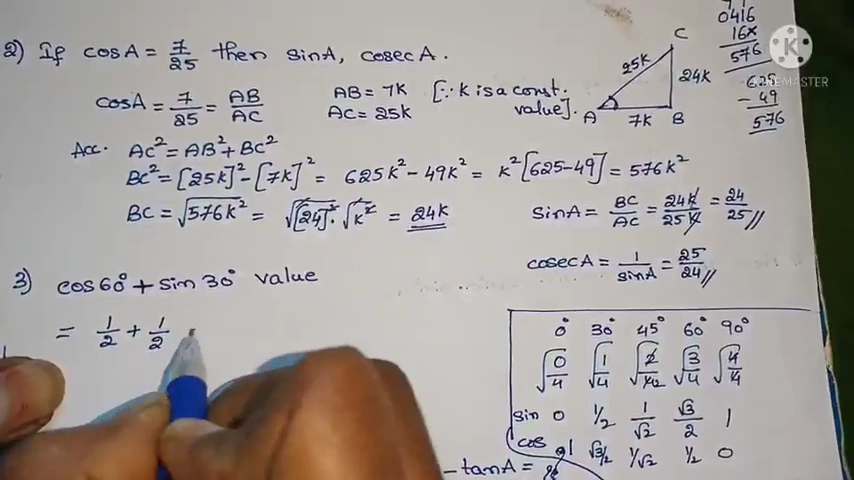 2) If cosA = 7/25 then sinA, cosecA.
cosA = 7/25 = AB/AC
AB = 7K [∵ K is a const.
AC = 25K value].
Acc. AC² = AB² + BC²
BC² = [25K]² - [7K]² = 625K² - 49K² = K²[625-49] = 576K²
BC = √576K² = √[24]². √K² = 24K
sinA = BC/AC = 24K/25K = 24/25 //
cosecA = 1/sinA = 25/24 //
C
25K
24K
A 7K B
0416
16x
576
625
- 49
576
K
KINEMASTER
3) cos60° + sin30° value
= 1/2 + 1/2
0° 30° 45° 60° 90°
√0/4 √1/4 √2/4 √3/4 √4/4
sin 0 1/2 1/√2 √3/2 1
cos 1 √3/2 1/√2 1/2 0
- tanA =